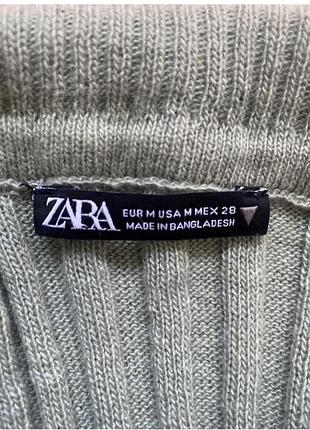 ZARA
EUR M USA M MEX 28
MADE IN BANGLADESH